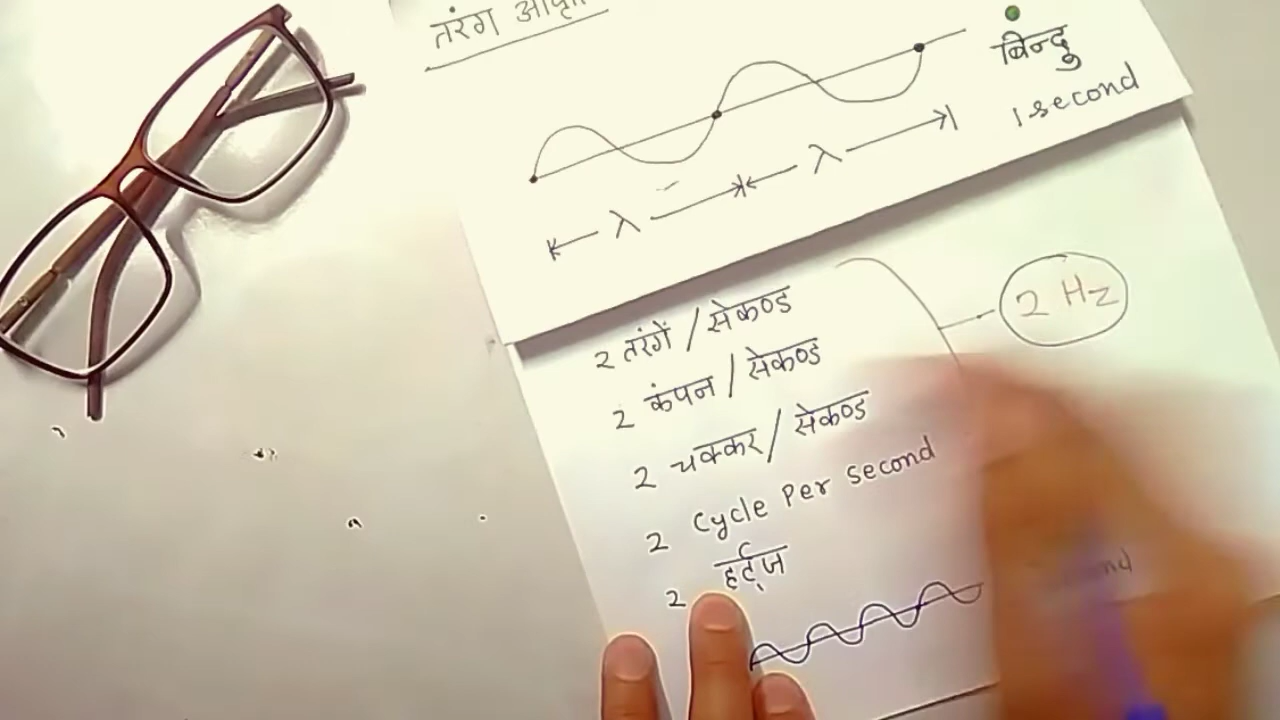 तरंग
बिन्दु
1 second
λ
λ
2 Hz
2 तरंगें / सेकण्ड
2 कंपन / सेकण्ड
2 चक्कर / सेकण्ड
2 Cycle Per second
2 हर्ट्ज